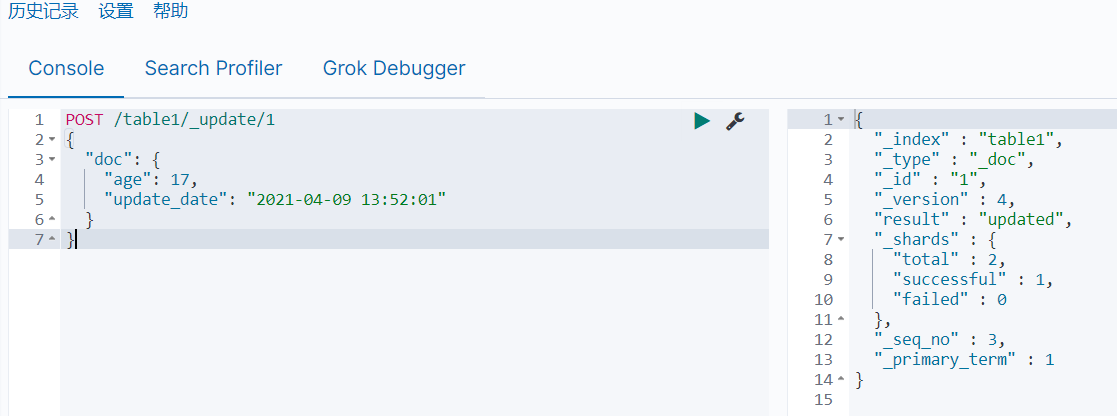 历史记录 设置 帮助
Console Search Profiler Grok Debugger
1 POST /table1/_update/1
2 {
3 "doc": {
4 "age": 17,
5 "update_date": "2021-04-09 13:52:01"
6 }
7 }
1 {
2 "_index" : "table1",
3 "_type" : "_doc",
4 "_id" : "1",
5 "_version" : 4,
6 "result" : "updated",
7 "_shards" : {
8 "total" : 2,
9 "successful" : 1,
10 "failed" : 0
11 },
12 "_seq_no" : 3,
13 "_primary_term" : 1
14 }
15